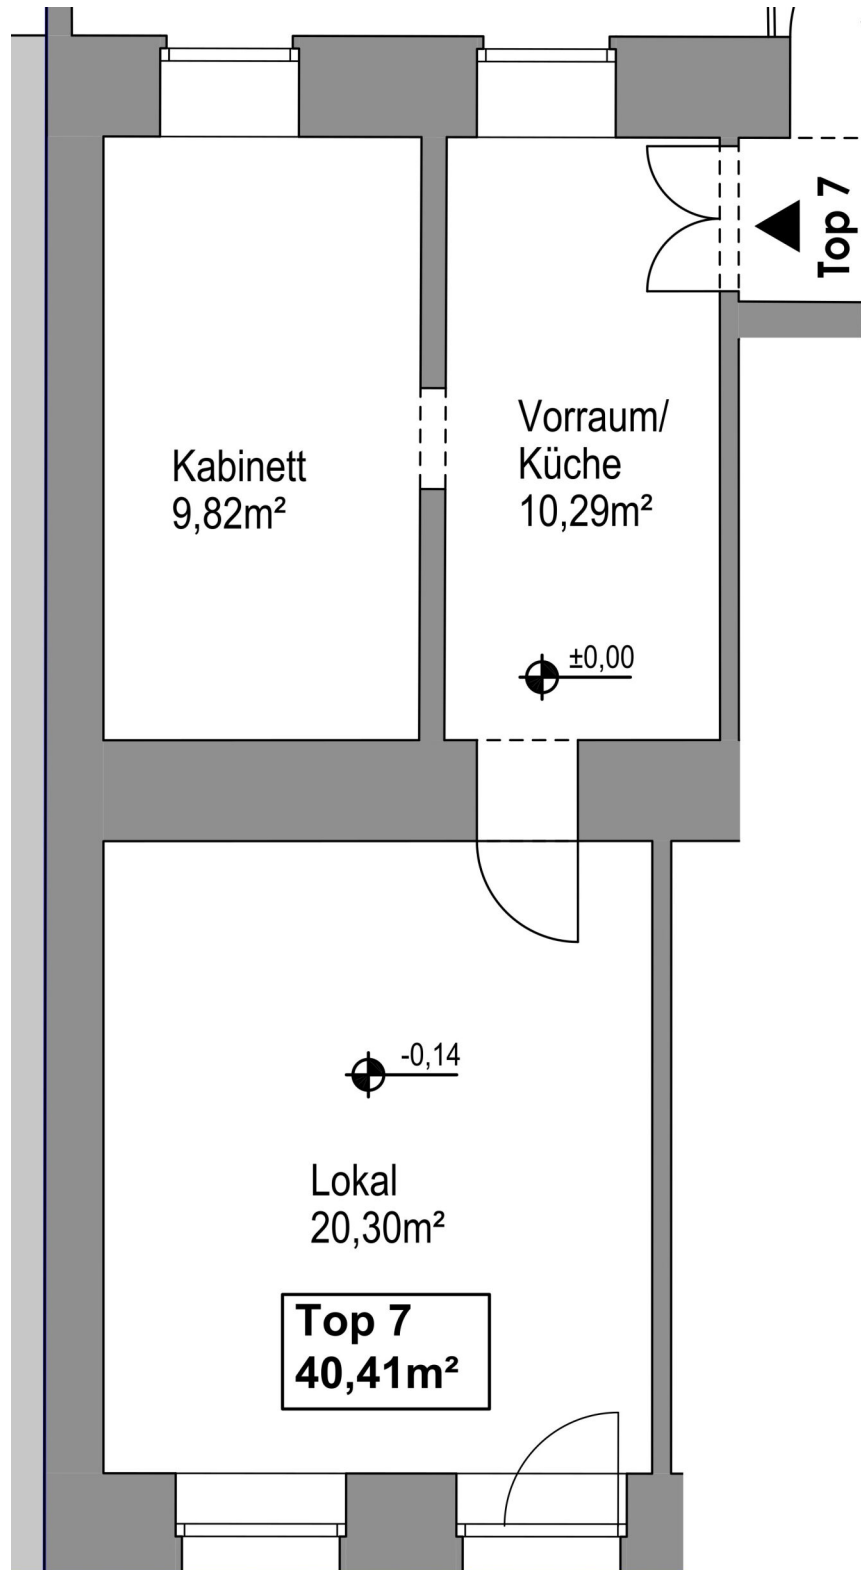 Top 7
Vorraum/
Küche
10,29m²
Kabinett
9,82m²
±0,00
-0,14
Lokal
20,30m²
Top 7
40,41m²